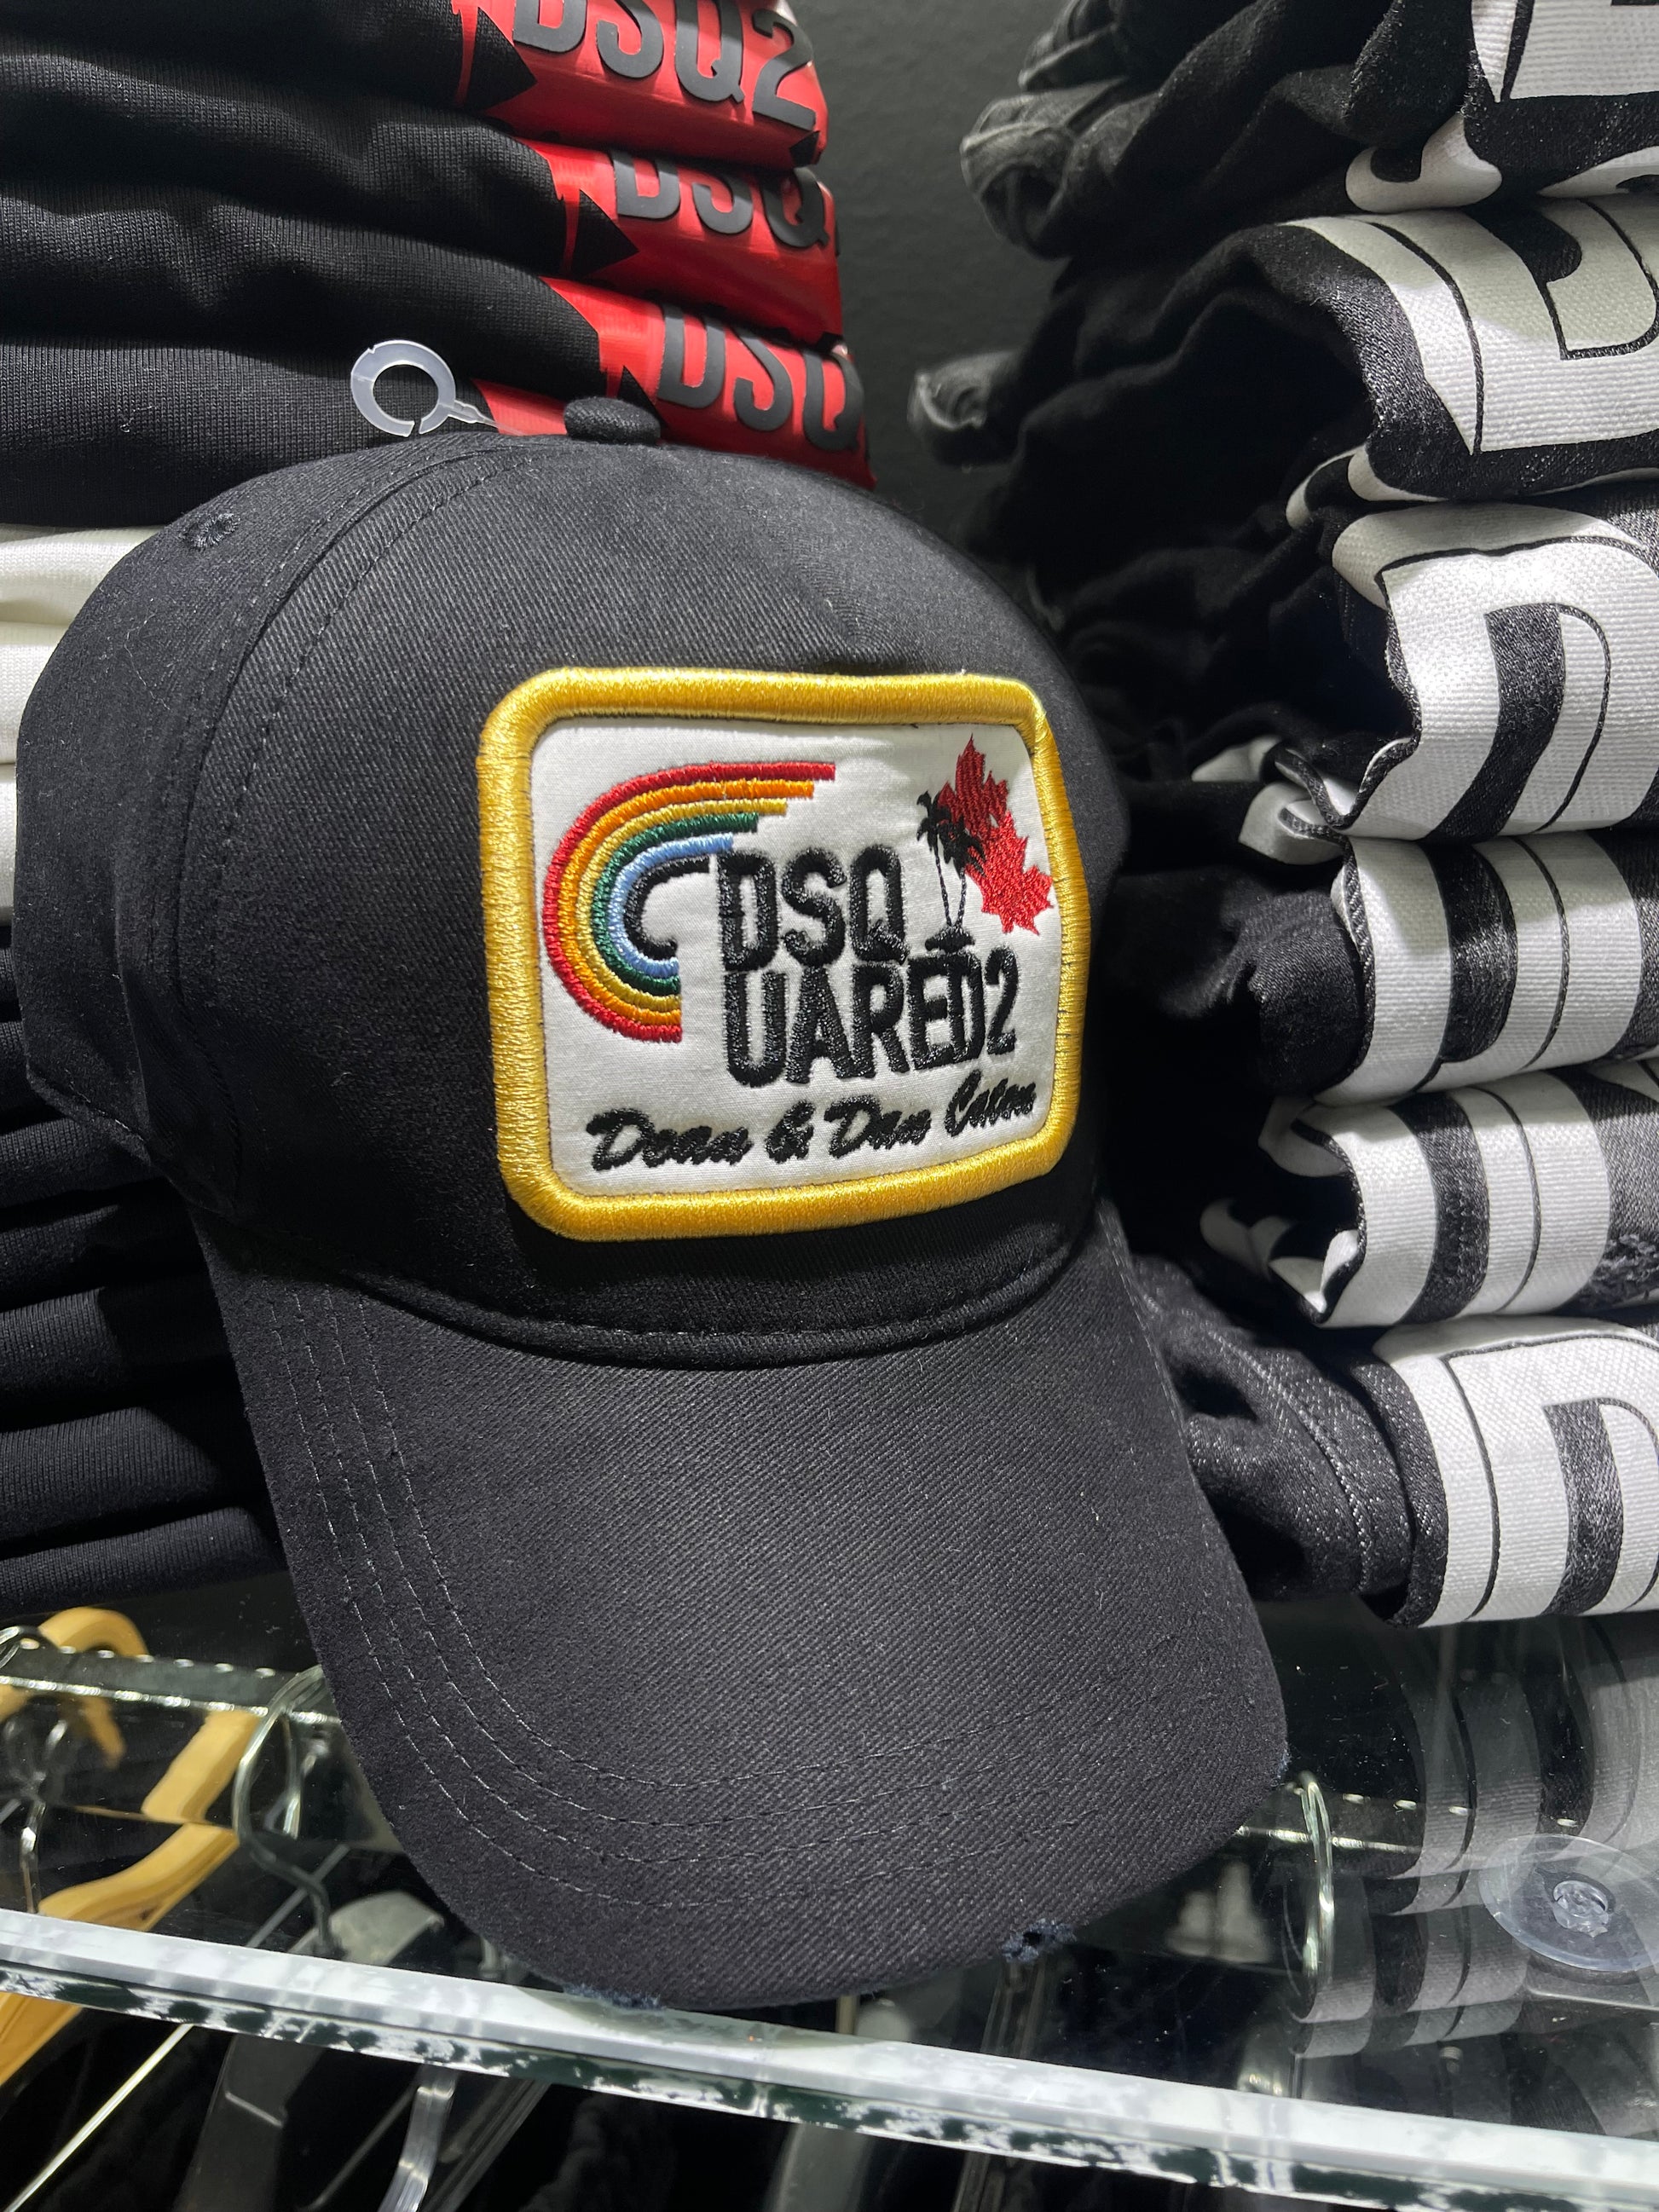 DSQ2
DSQ
DSQ
DSQ
UARED2
Dean & Dan Caten
D
D